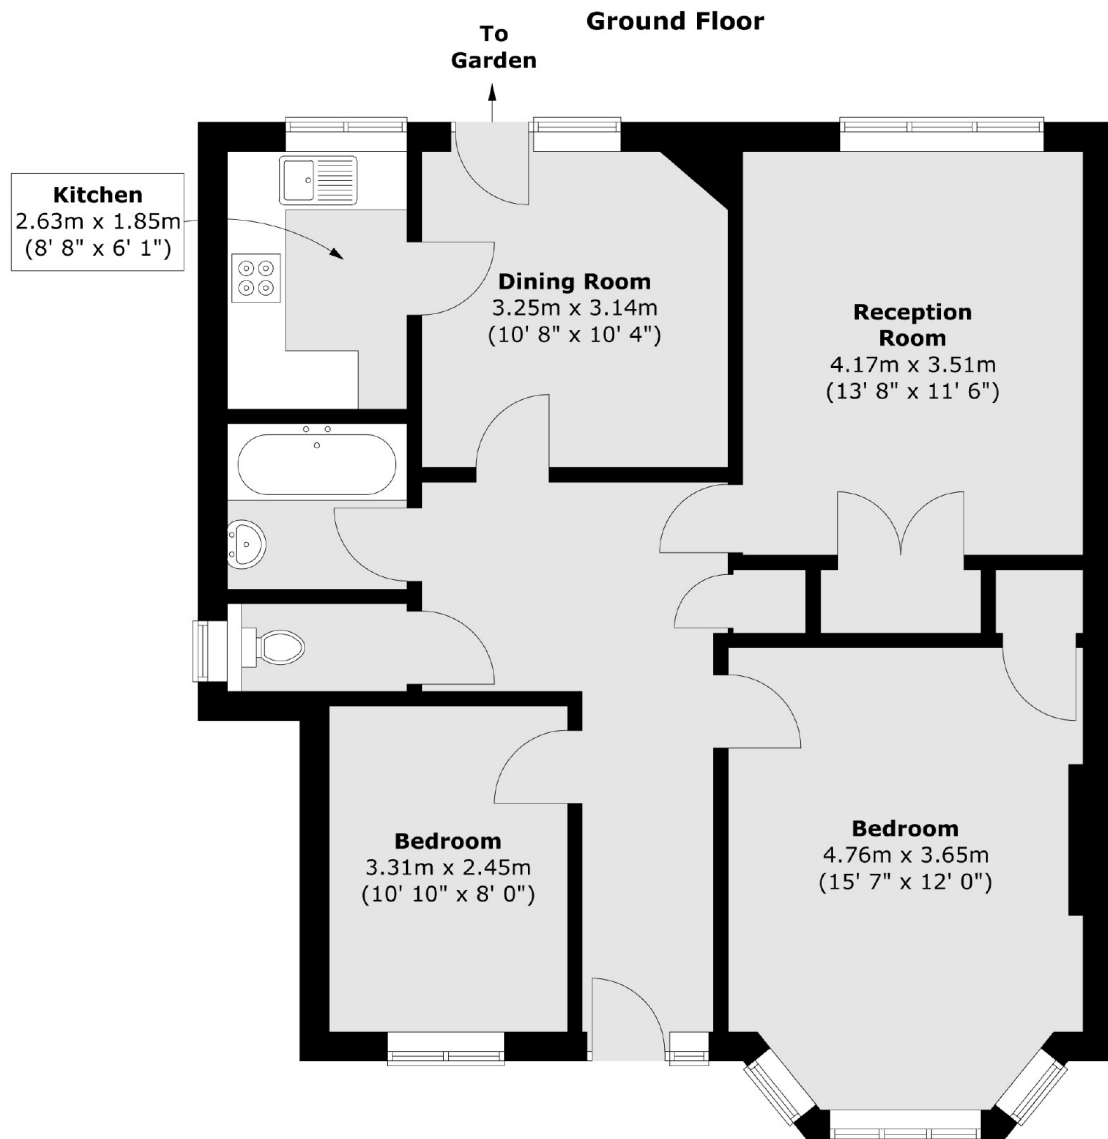 Ground Floor
To
Garden
Kitchen
2.63m x 1.85m
(8' 8" x 6' 1")
Dining Room
3.25m x 3.14m
(10' 8" x 10' 4")
Reception
Room
4.17m x 3.51m
(13' 8" x 11' 6")
Bedroom
3.31m x 2.45m
(10' 10" x 8' 0")
Bedroom
4.76m x 3.65m
(15' 7" x 12' 0")